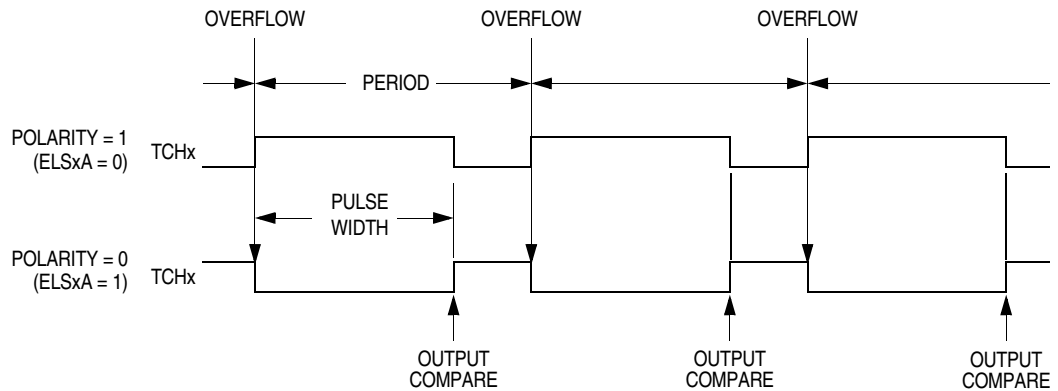 OVERFLOW OVERFLOW OVERFLOW
PERIOD
POLARITY = 1
(ELSxA = 0)
TCHx
PULSE
WIDTH
POLARITY = 0
(ELSxA = 1)
TCHx
OUTPUT
COMPARE
OUTPUT
COMPARE
OUTPUT
COMPARE